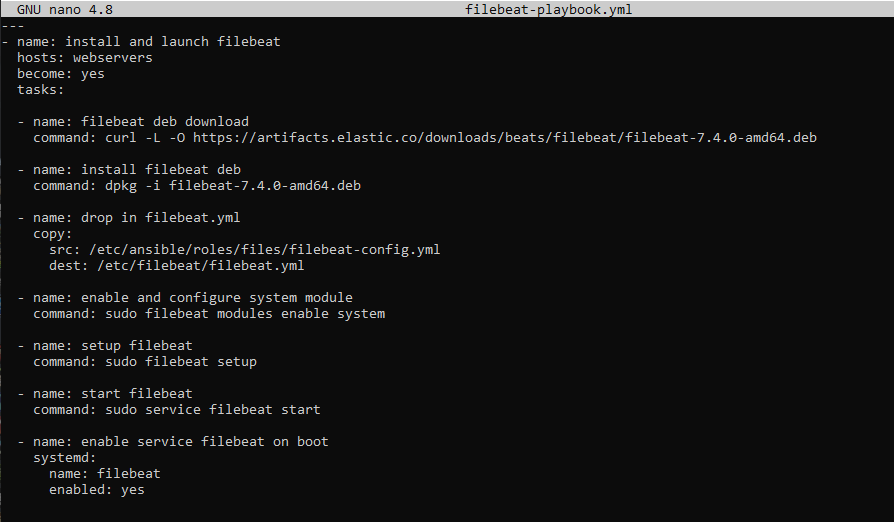 GNU nano 4.8 filebeat-playbook.yml
---
- name: install and launch filebeat
  hosts: webservers
  become: yes
  tasks:

  - name: filebeat deb download
    command: curl -L -O https://artifacts.elastic.co/downloads/beats/filebeat/filebeat-7.4.0-amd64.deb

  - name: install filebeat deb
    command: dpkg -i filebeat-7.4.0-amd64.deb

  - name: drop in filebeat.yml
    copy:
      src: /etc/ansible/roles/files/filebeat-config.yml
      dest: /etc/filebeat/filebeat.yml

  - name: enable and configure system module
    command: sudo filebeat modules enable system

  - name: setup filebeat
    command: sudo filebeat setup

  - name: start filebeat
    command: sudo service filebeat start

  - name: enable service filebeat on boot
    systemd:
      name: filebeat
      enabled: yes